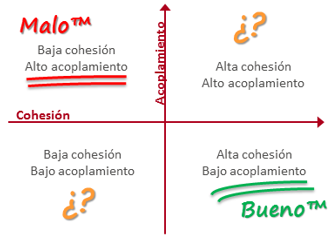 Malo™
Baja cohesión
Alto acoplamiento
Acoplamiento
¿?
Alta cohesión
Alto acoplamiento
Cohesión
Baja cohesión
Bajo acoplamiento
¿?
Alta cohesión
Bajo acoplamiento
Bueno™